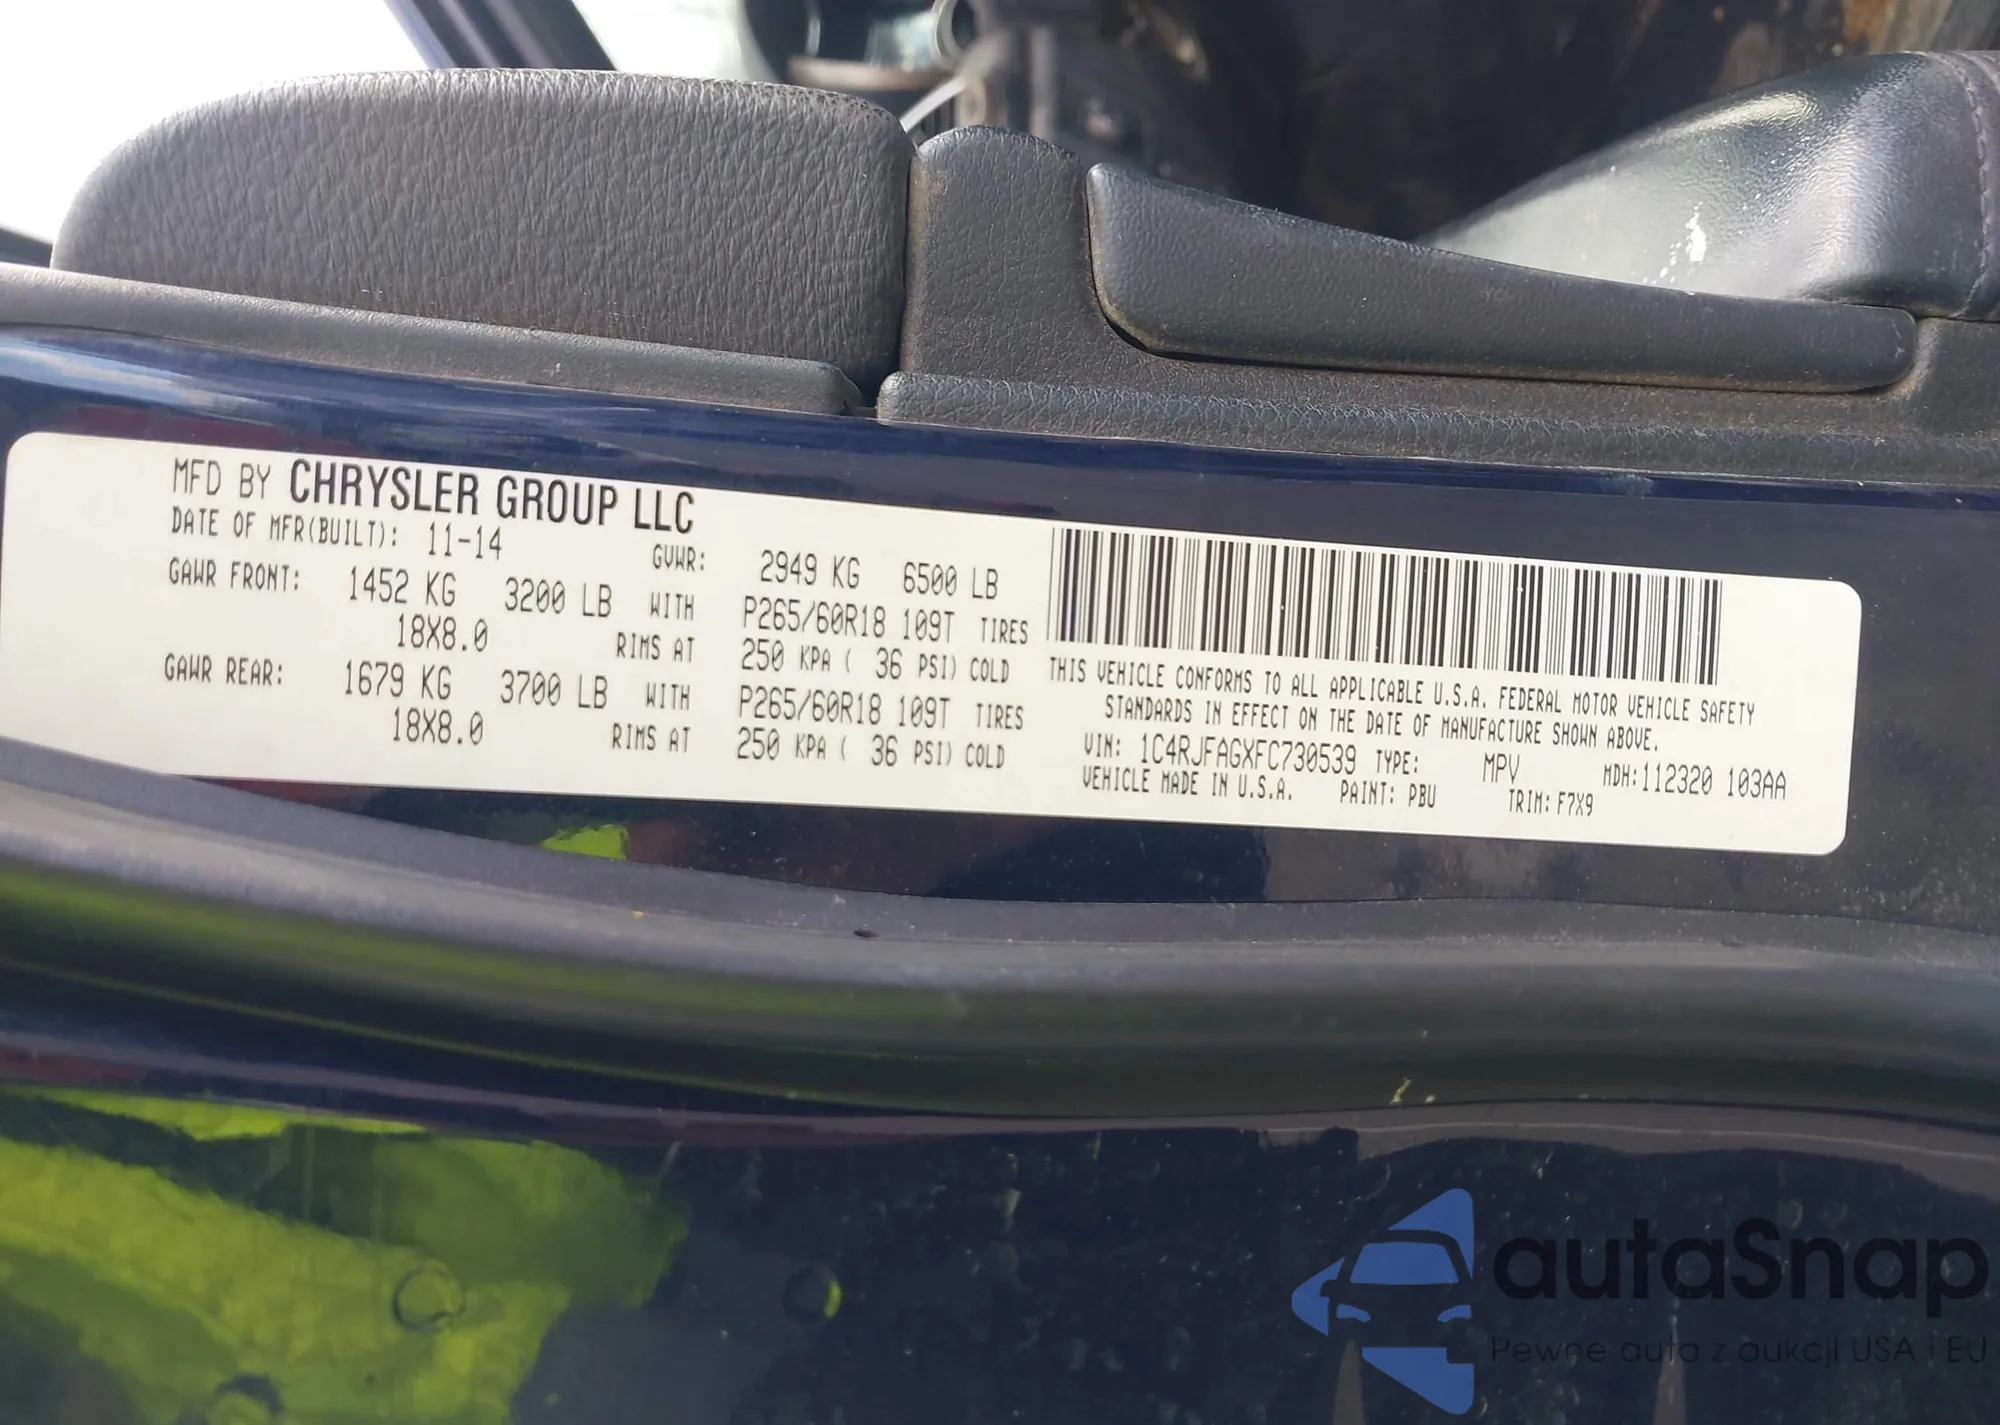 MFD BY CHRYSLER GROUP LLC
DATE OF MFR(BUILT): 11-14 GVWR: 2949 KG 6500 LB
GAWR FRONT: 1452 KG 3200 LB WITH P265/60R18 109T TIRES
18X8.0 RIMS AT 250 KPA ( 36 PSI) COLD
GAWR REAR: 1679 KG 3700 LB WITH P265/60R18 109T TIRES
18X8.0 RIMS AT 250 KPA ( 36 PSI) COLD
THIS VEHICLE CONFORMS TO ALL APPLICABLE U.S.A. FEDERAL MOTOR VEHICLE SAFETY
STANDARDS IN EFFECT ON THE DATE OF MANUFACTURE SHOWN ABOVE.
VIN: 1C4RJFAGXFC730539 TYPE: MPV MDH:112320 103AA
VEHICLE MADE IN U.S.A. PAINT: PBU TRIM: F7X9
autaSnap
Pewne auta z aukcji USA i EU